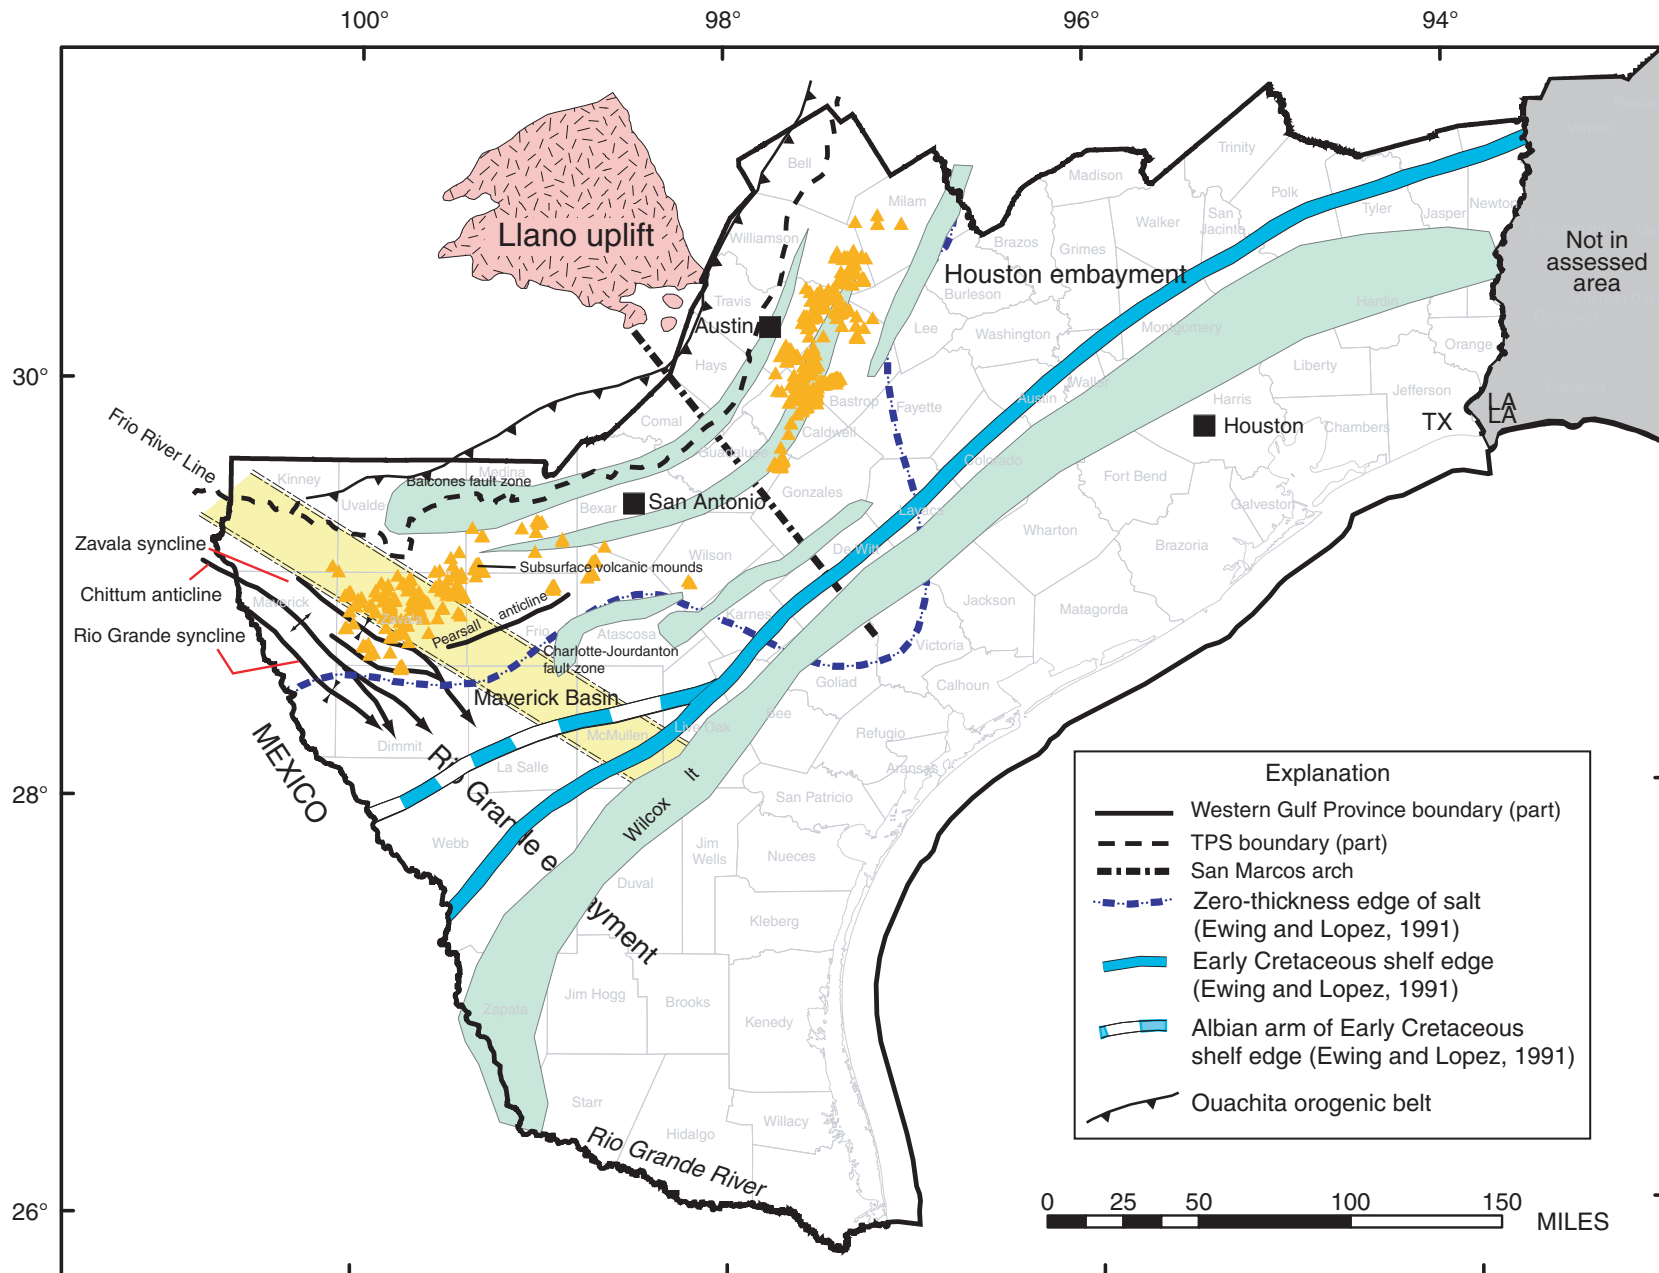 100°
98°
96°
94°
30°
28°
26°
Llano uplift
Bell
Milam
Williamson
Travis
Austin
Hays
Comal
Lee
Bastrop
Fayette
Caldwell
Guadalupe
Gonzales
Houston embayment
Madison
Trinity
Walker
San
Jacinto
Polk
Tyler
Jasper
Newton
Brazos
Grimes
Burleson
Washington
Montgomery
Hardin
Liberty
Orange
Jefferson
Chambers
Harris
Waller
Austin
Houston
Colorado
Fort Bend
Galveston
Wharton
Brazoria
Lavaca
Jackson
Matagorda
Not in
assessed
area
TX
LA
LA
Frio River Line
Kinney
Uvalde
Medina
Balcones fault zone
Bexar
San Antonio
Wilson
De Witt
Karnes
Victoria
Goliad
Calhoun
Bee
Refugio
Aransas
Live Oak
San Patricio
Zavala syncline
Chittum anticline
Rio Grande syncline
Maverick
Zavala
Subsurface volcanic mounds
Pearsall anticline
Frio
Atascosa
Charlotte-Jourdanton
fault zone
Maverick Basin
McMullen
Dimmit
La Salle
MEXICO
Rio Grande e
ayment
Wilcox
lt
Webb
Duval
Jim
Wells
Nueces
Kleberg
Zapata
Jim Hogg
Brooks
Kenedy
Starr
Hidalgo
Willacy
Rio Grande River
Explanation
Western Gulf Province boundary (part)
TPS boundary (part)
San Marcos arch
Zero-thickness edge of salt
(Ewing and Lopez, 1991)
Early Cretaceous shelf edge
(Ewing and Lopez, 1991)
Albian arm of Early Cretaceous
shelf edge (Ewing and Lopez, 1991)
Ouachita orogenic belt
0 25 50 100 150
MILES